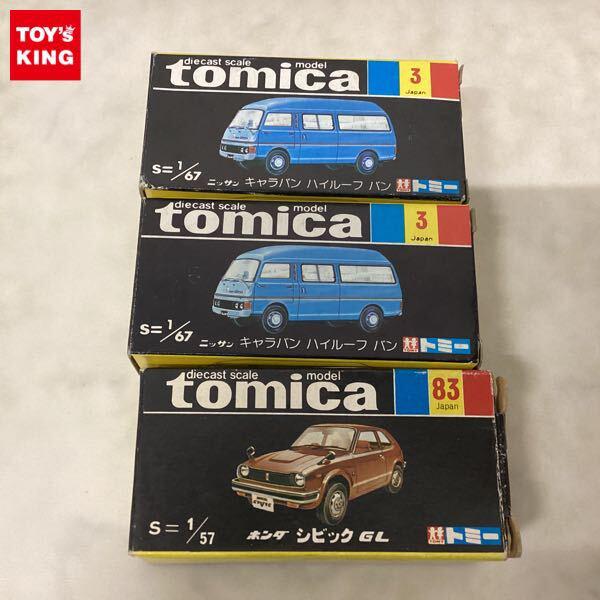 TOY'S
KING
diecast scale model
tomica
3
Japan
S=1/67
ニッサン キャラバン ハイルーフ バン
トミー
diecast scale model
tomica
3
Japan
S=1/67
ニッサン キャラバン ハイルーフ バン
トミー
diecast scale model
tomica
83
Japan
S=1/57
ホンダ シビック GL
TOMY
トミー